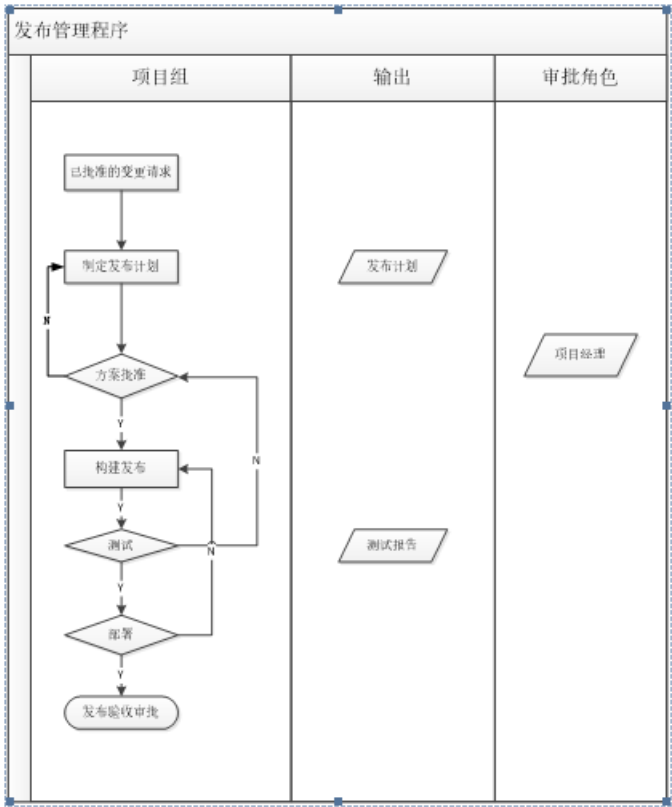 发布管理程序
项目组
输出
审批角色
已批准的变更请求
制定发布计划
发布计划
N
项目经理
方案批准
Y
N
构建发布
Y
测试
N
测试报告
Y
部署
Y
发布验收审批